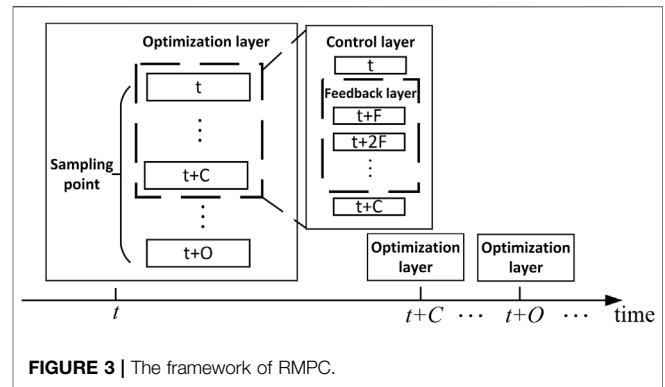 Optimization layer
t
⋮
Sampling
point
t+C
⋮
t+O
Control layer
t
Feedback layer
t+F
t+2F
⋮
t+C
Optimization
layer
Optimization
layer
t
t+C ··· t+O ··· time
FIGURE 3 | The framework of RMPC.